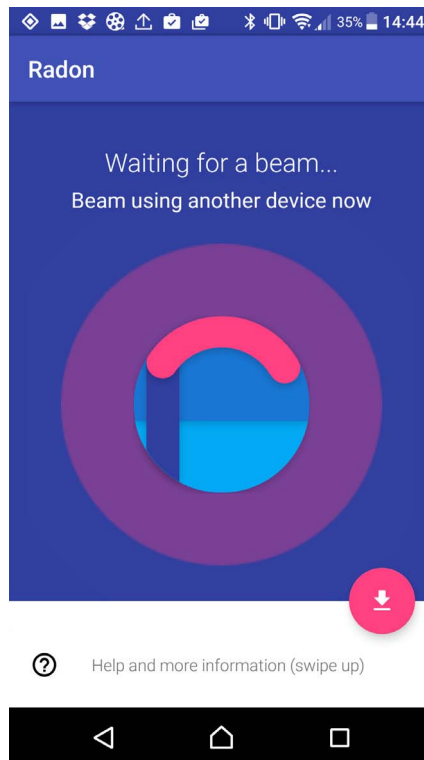 35% 14:44
Radon
Waiting for a beam...
Beam using another device now
Help and more information (swipe up)